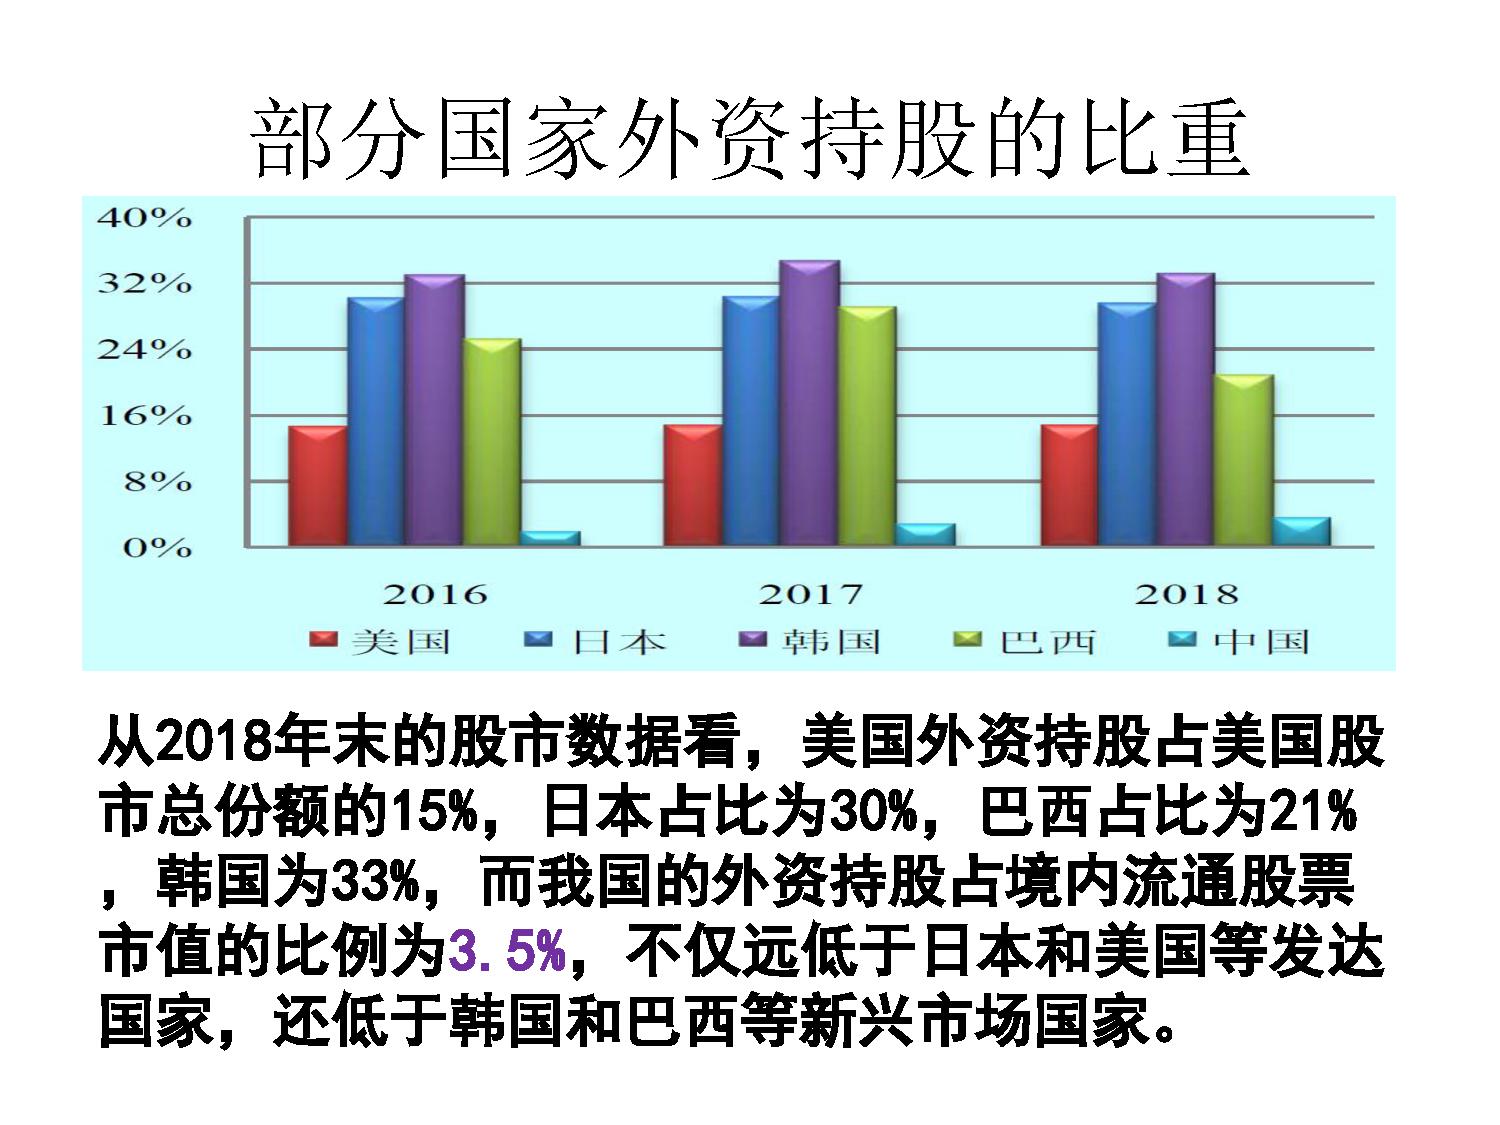 部分国家外资持股的比重
40%
32%
24%
16%
8%
0%
2016 2017 2018
美国 日本 韩国 巴西 中国
从2018年末的股市数据看，美国外资持股占美国股
市总份额的15%，日本占比为30%，巴西占比为21%
，韩国为33%，而我国的外资持股占境内流通股票
市值的比例为3.5%，不仅远低于日本和美国等发达
国家，还低于韩国和巴西等新兴市场国家。